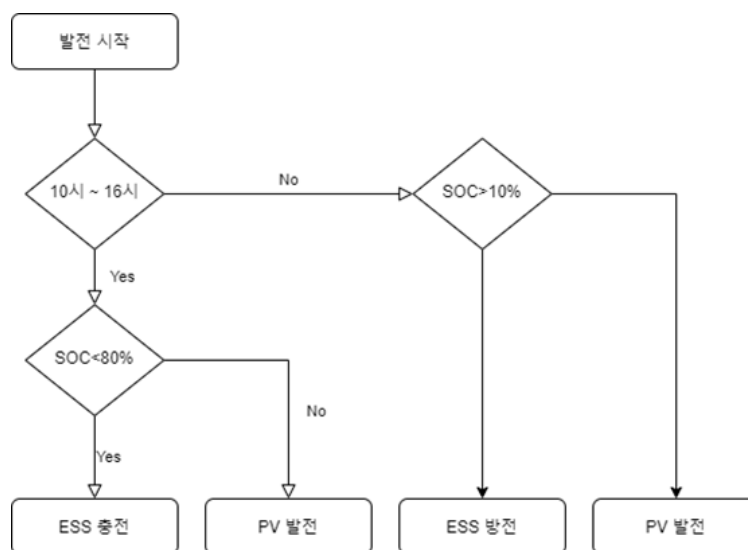 발전 시작
10시 ~ 16시
No
SOC>10%
Yes
SOC<80%
No
Yes
ESS 충전
PV 발전
ESS 방전
PV 발전